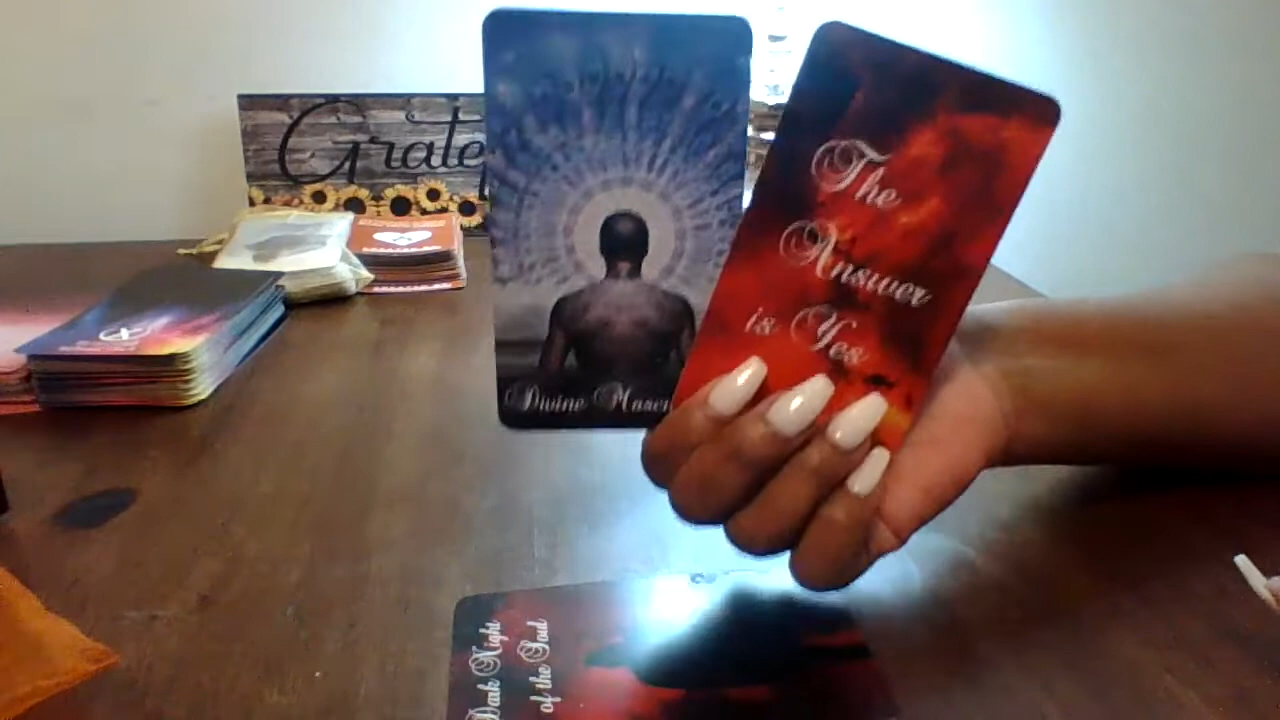 Grate
Divine Mascu
The
Answer
is Yes
Dark Night
of the Soul